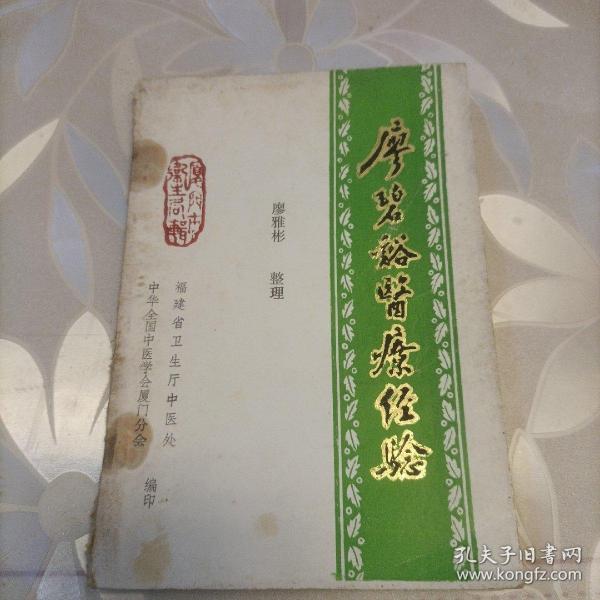 廖碧谿醫療经验
廖雅彬 整理
福建省卫生厅中医处
中华全国中医学会厦门分会 编印
孔夫子旧书网
www.kongfz.com